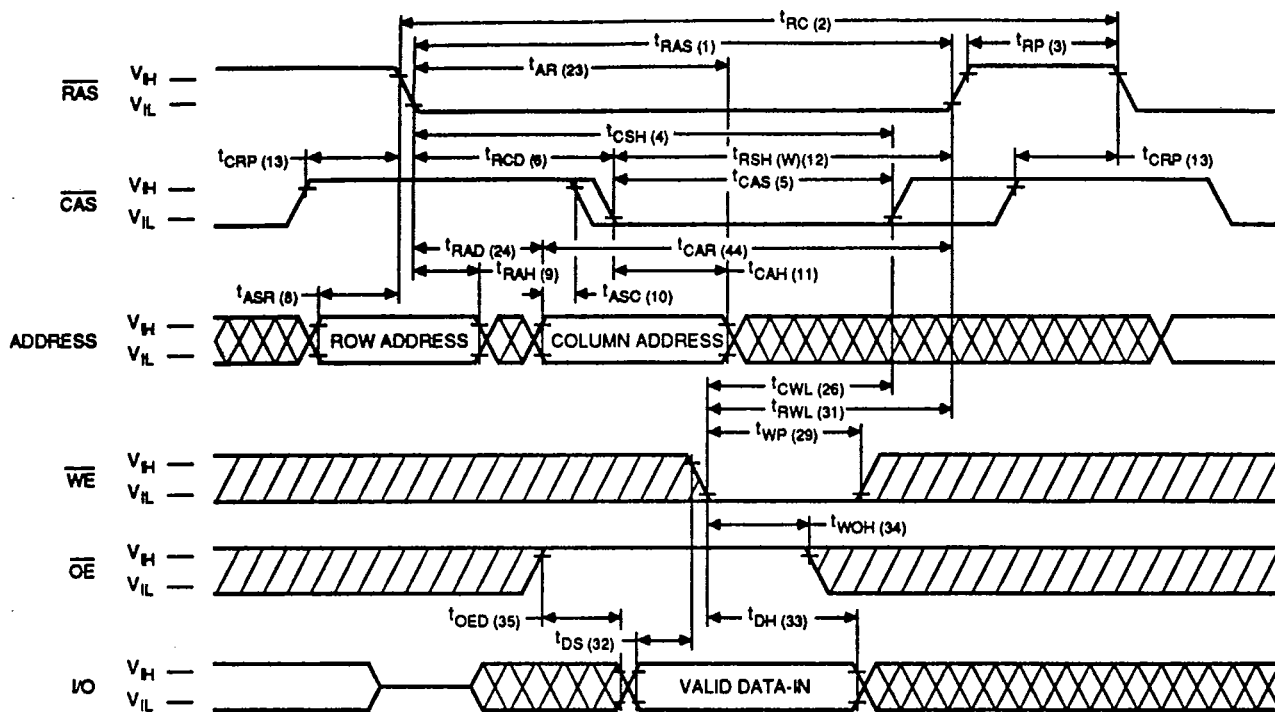 tRC (2)
tRAS (1)
tRP (3)
tAR (23)
RAS
VIH
VIL
tCSH (4)
tCRP (13)
tRCD (6)
tRSH (W)(12)
tCRP (13)
tCAS (5)
CAS
VIH
VIL
tRAD (24)
tCAR (44)
tRAH (9)
tCAH (11)
tASR (8)
tASC (10)
ADDRESS
VIH
VIL
ROW ADDRESS
COLUMN ADDRESS
tCWL (26)
tRWL (31)
tWP (29)
WE
VIH
VIL
tWOH (34)
OE
VIH
VIL
tOED (35)
tDH (33)
tDS (32)
I/O
VIH
VIL
VALID DATA-IN